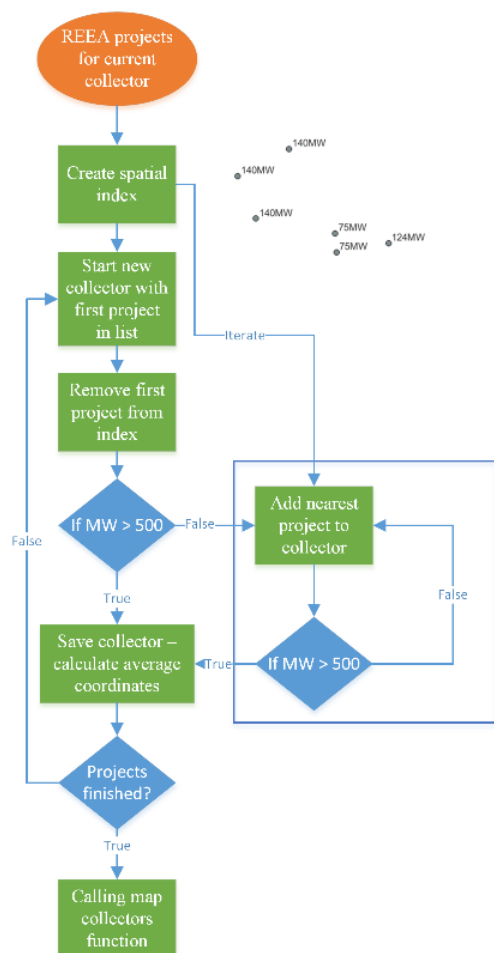 REEA projects
for current
collector
Create spatial
index
140MW
140MW
140MW
75MW
75MW
124MW
Start new
collector with
first project
in list
Iterate
Remove first
project from
index
If MW > 500
False
Add nearest
project to
collector
False
False
True
Save collector –
calculate average
coordinates
True
If MW > 500
Projects
finished?
True
Calling map
collectors
function